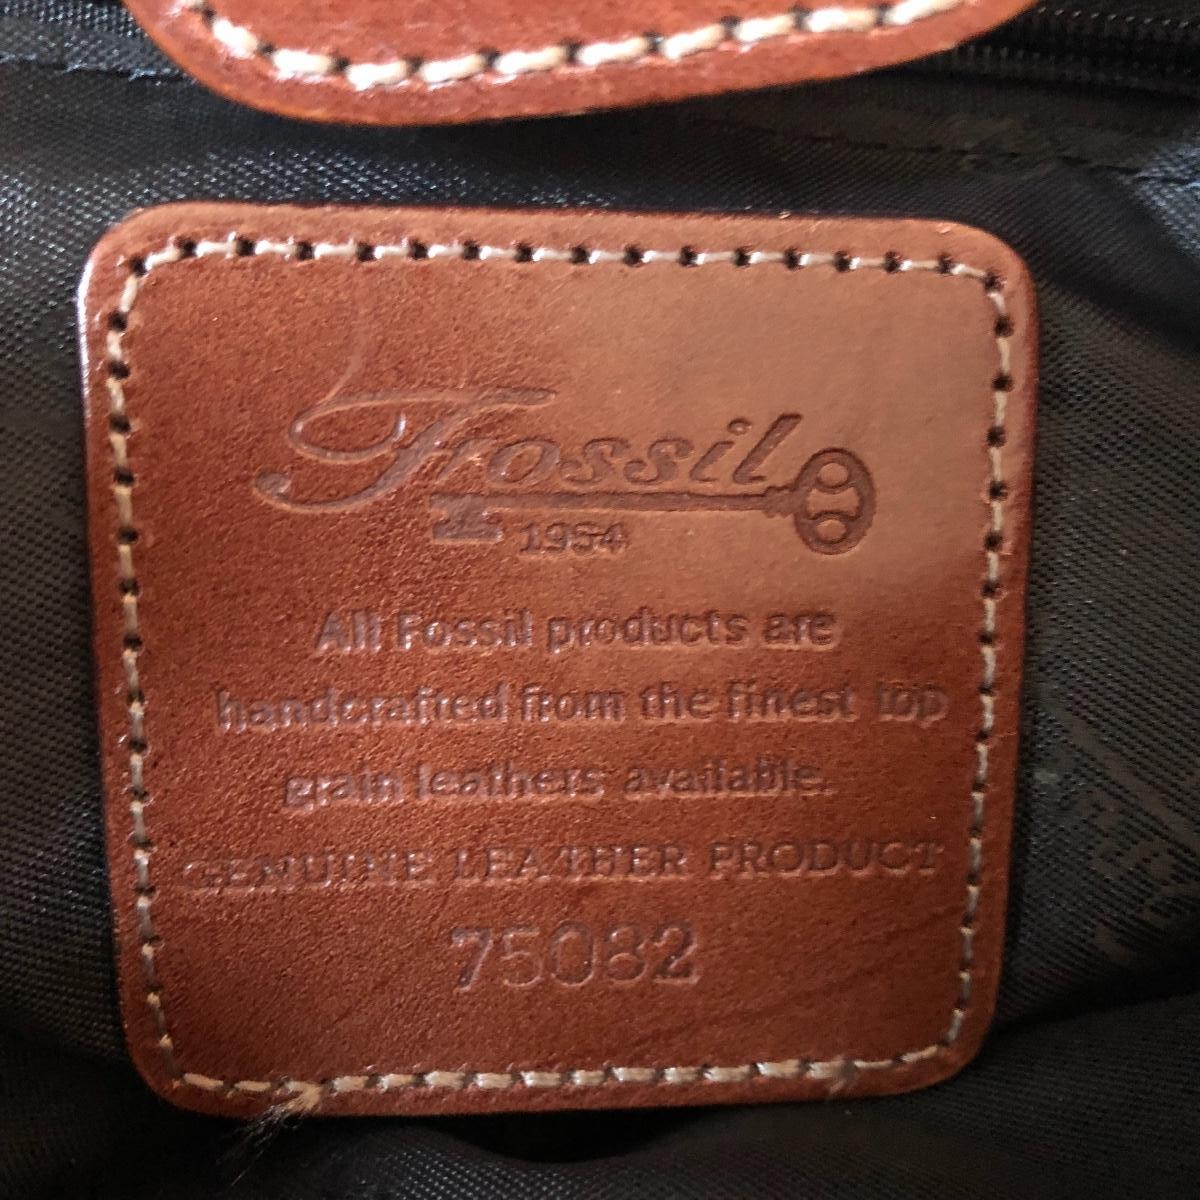 Fossil
1954
All Fossil products are
handcrafted from the finest top
grain leathers available.
GENUINE LEATHER PRODUCT
75082